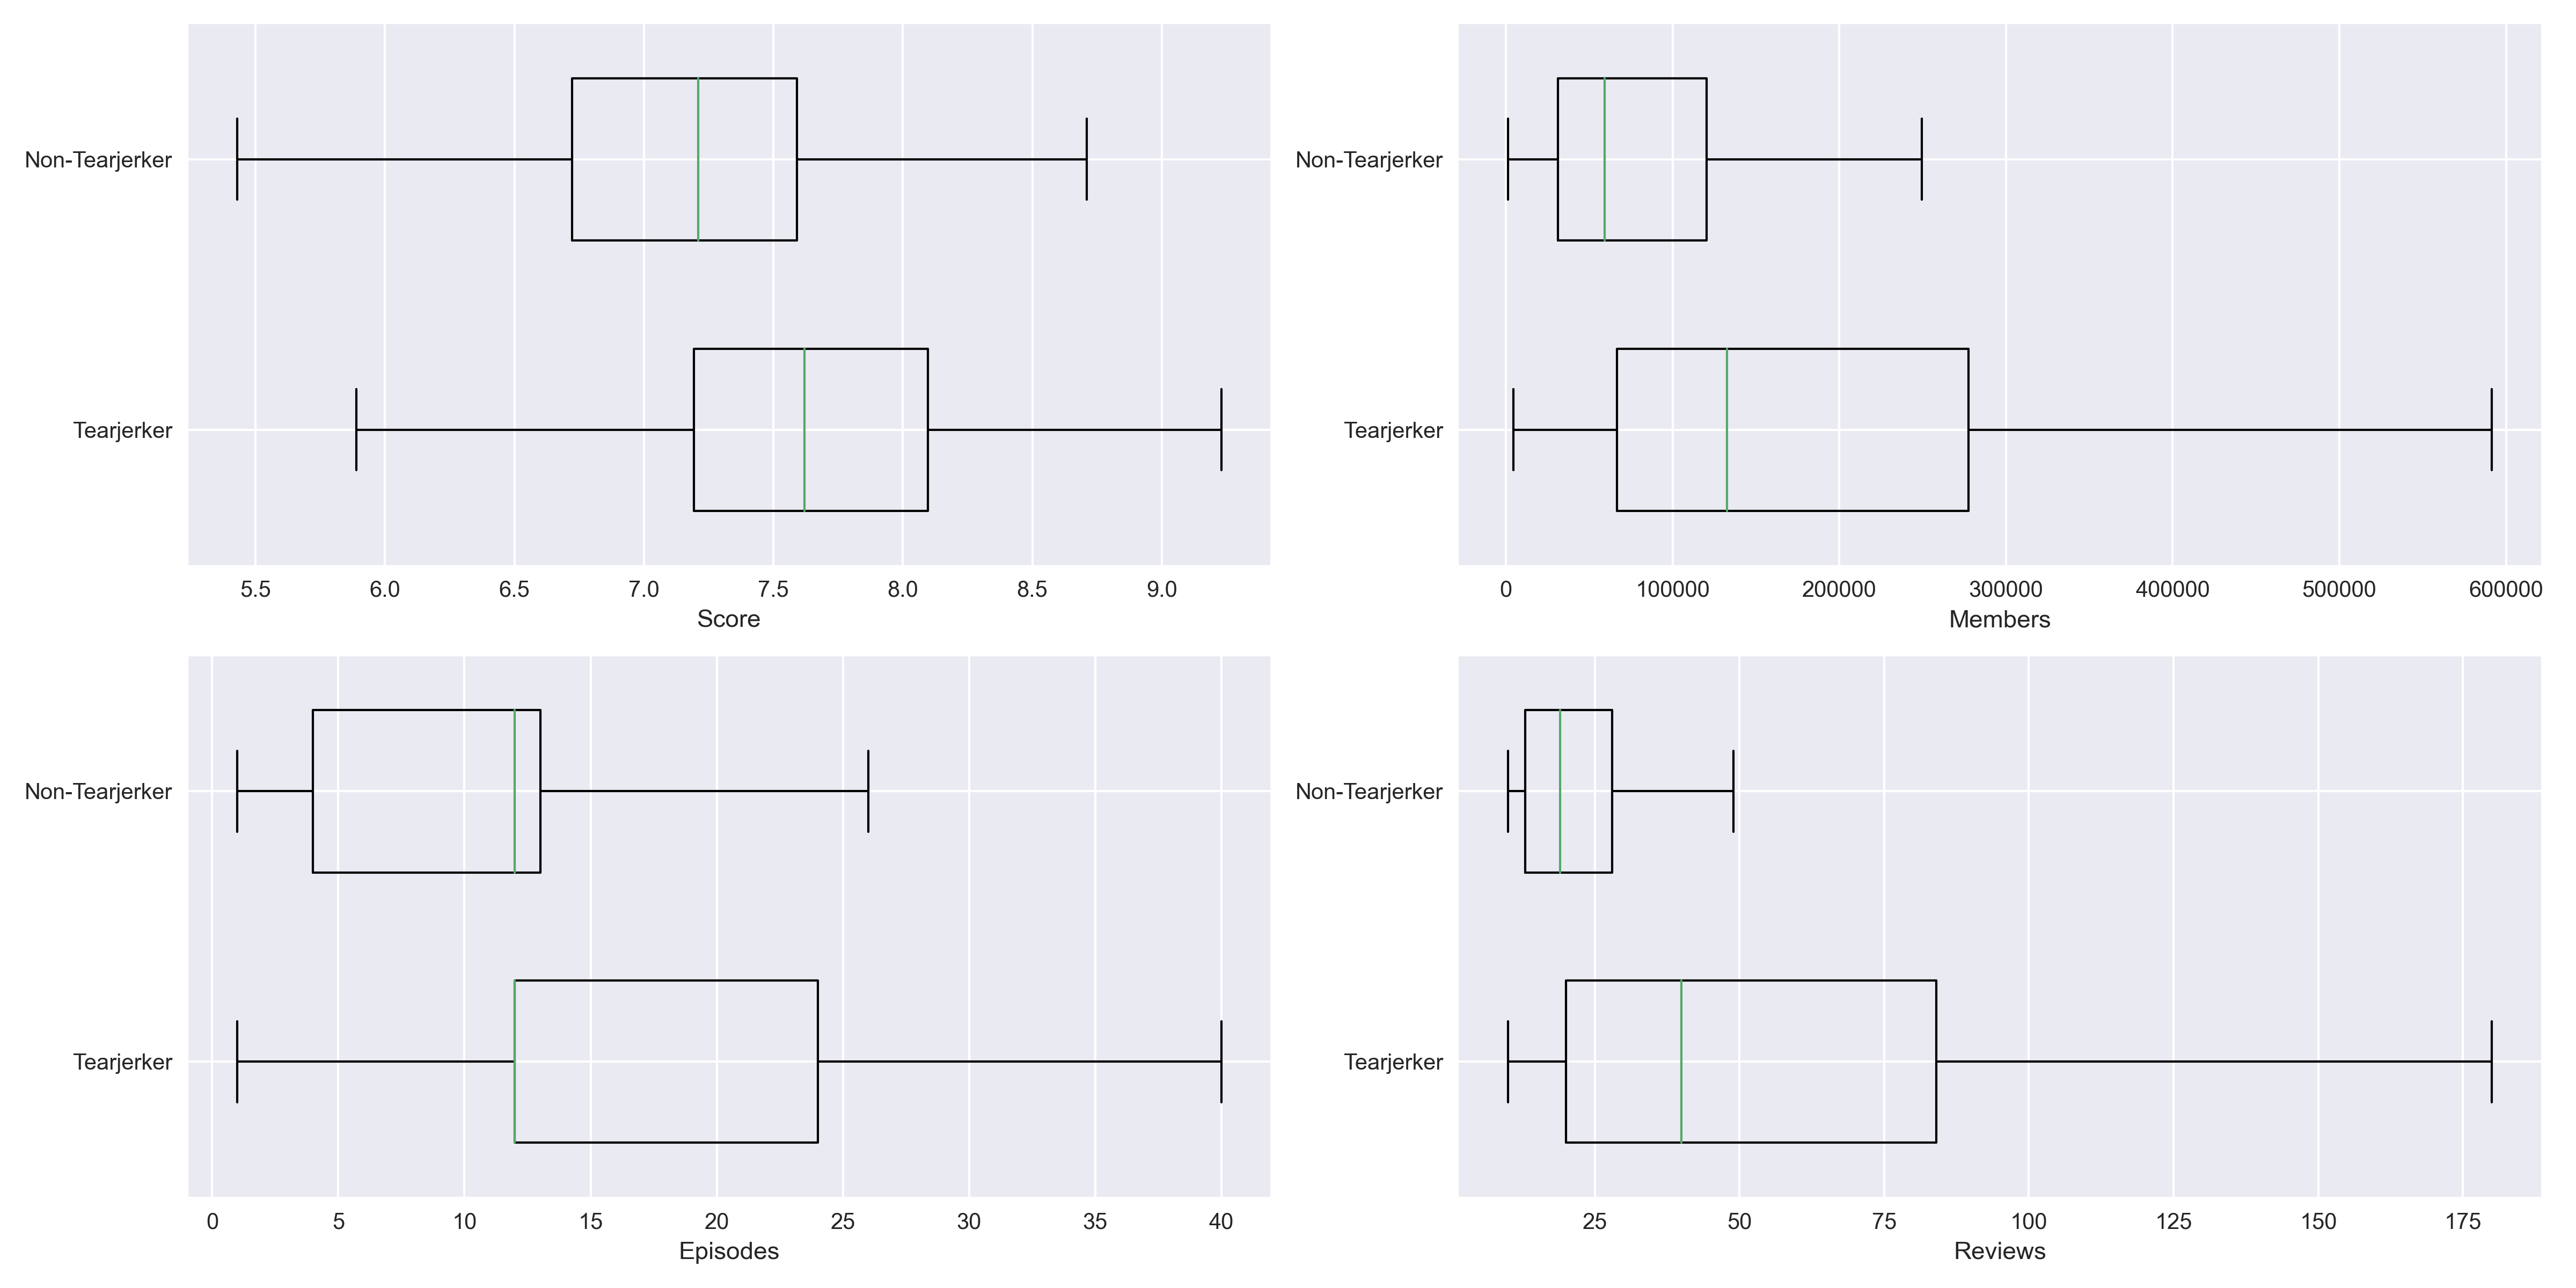 Non-Tearjerker
Tearjerker
5.5 6.0 6.5 7.0 7.5 8.0 8.5 9.0
Score
Non-Tearjerker
Tearjerker
0 100000 200000 300000 400000 500000 600000
Members
Non-Tearjerker
Tearjerker
0 5 10 15 20 25 30 35 40
Episodes
Non-Tearjerker
Tearjerker
25 50 75 100 125 150 175
Reviews